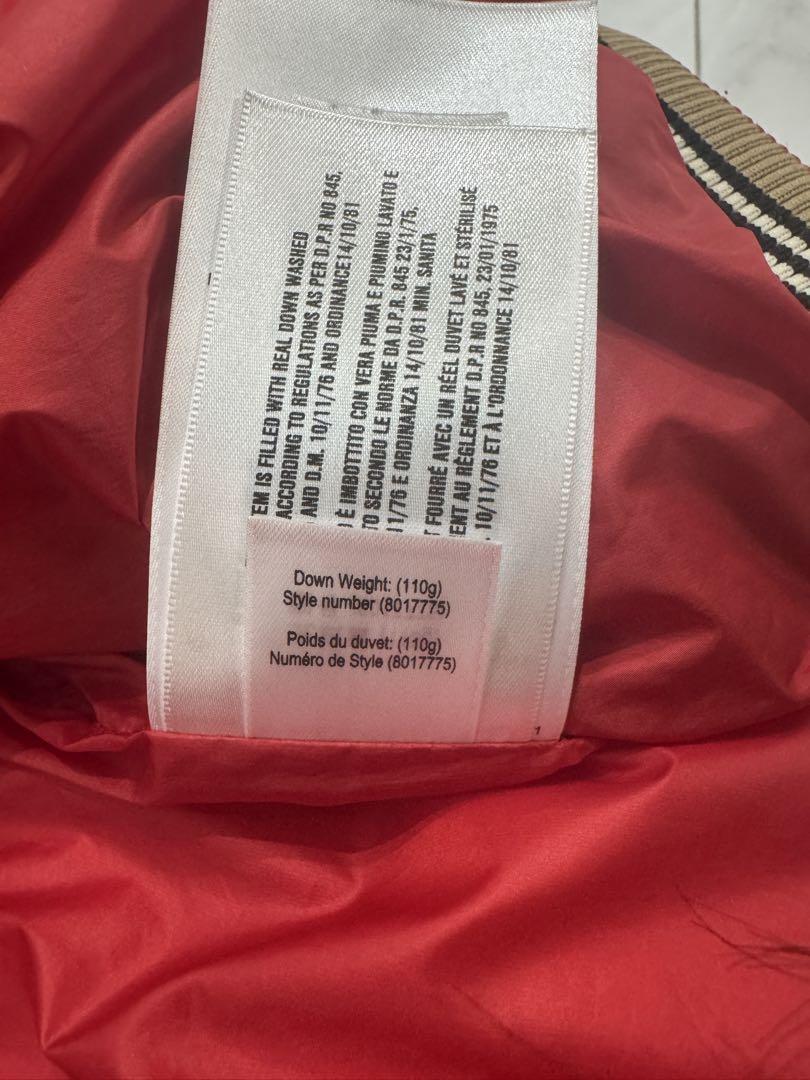 TEM IS FILLED WITH REAL DOWN WASHED
ACCORDING TO REGULATIONS AS PER D.P.R NO 845,
AND D.M. 10/11/76 AND ORDINANCE14/10/81
È IMBOTTITO CON VERA PIUMA E PIUMINO LAVATO E
TO SECONDO LE NORME DA D.P.R. 845 23/1/75,
11/76 E ORDINANZA 14/10/81 MIN. SANITA
FOURRÉ AVEC UN RÉEL DUVET LAVÉ ET STÉRILISÉ
ENT AU RÈGLEMENT D.P.R NO 845, 23/01/1975
10/11/76 ET À L'ORDONNANCE 14/10/81
Down Weight: (110g)
Style number (8017775)
Poids du duvet: (110g)
Numéro de Style (8017775)
1